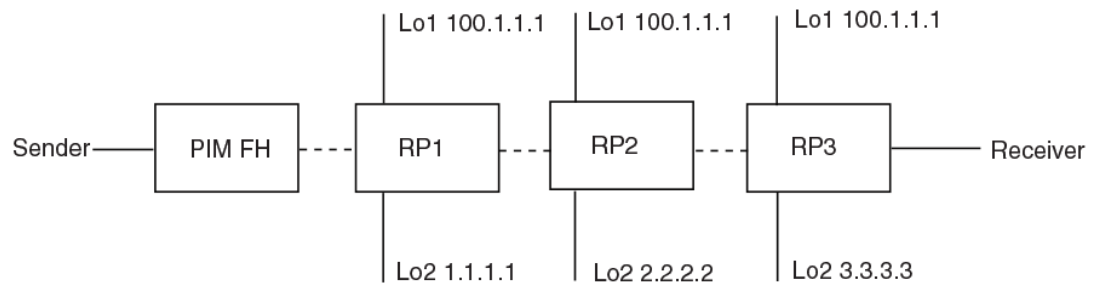 Lo1 100.1.1.1
Lo1 100.1.1.1
Lo1 100.1.1.1
Sender
PIM FH
RP1
RP2
RP3
Receiver
Lo2 1.1.1.1
Lo2 2.2.2.2
Lo2 3.3.3.3